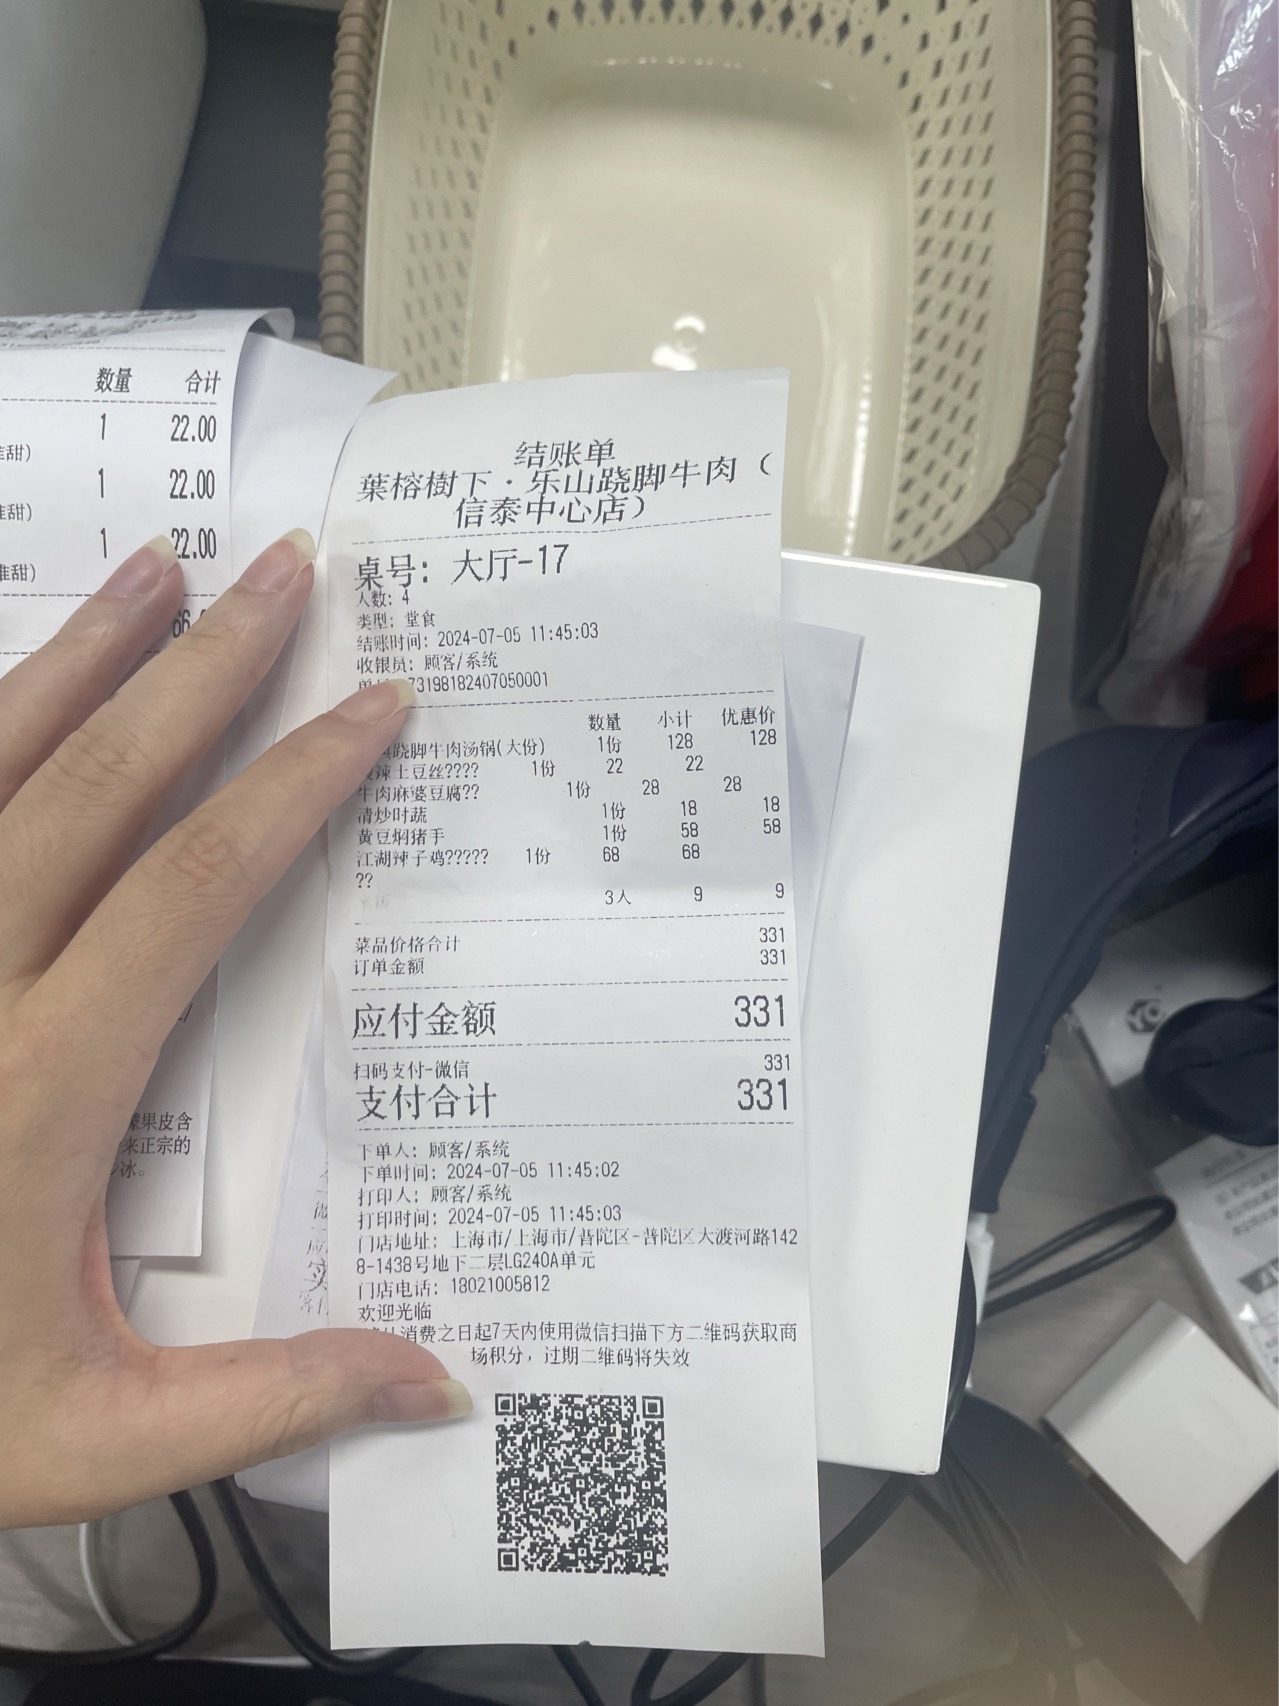 数量 合计
1 22.00
甜）
1 22.00
甜）
1 22.00
甜）
果皮含
来正宗的
冰。
结账单
葉榕樹下·乐山跷脚牛肉（
信泰中心店）
桌号：大厅-17
人数：4
类型：堂食
结账时间：2024-07-05 11:45:03
收银员：顾客/系统
73198182407050001
数量 小计 优惠价
跷脚牛肉汤锅(大份) 1份 128 128
辣土豆丝???? 1份 22 22
牛肉麻婆豆腐?? 1份 28 28
清炒时蔬 1份 18 18
黄豆焖猪手 1份 58 58
江湖辣子鸡????? 1份 68 68
??
3人 9 9
菜品价格合计 331
订单金额 331
应付金额 331
扫码支付-微信 331
支付合计 331
下单人：顾客/系统
下单时间：2024-07-05 11:45:02
打印人：顾客/系统
打印时间：2024-07-05 11:45:03
门店地址：上海市/上海市/普陀区-普陀区大渡河路142
8-1438号地下二层LG240A单元
门店电话：18021005812
欢迎光临
消费之日起7天内使用微信扫描下方二维码获取商
场积分，过期二维码将失效